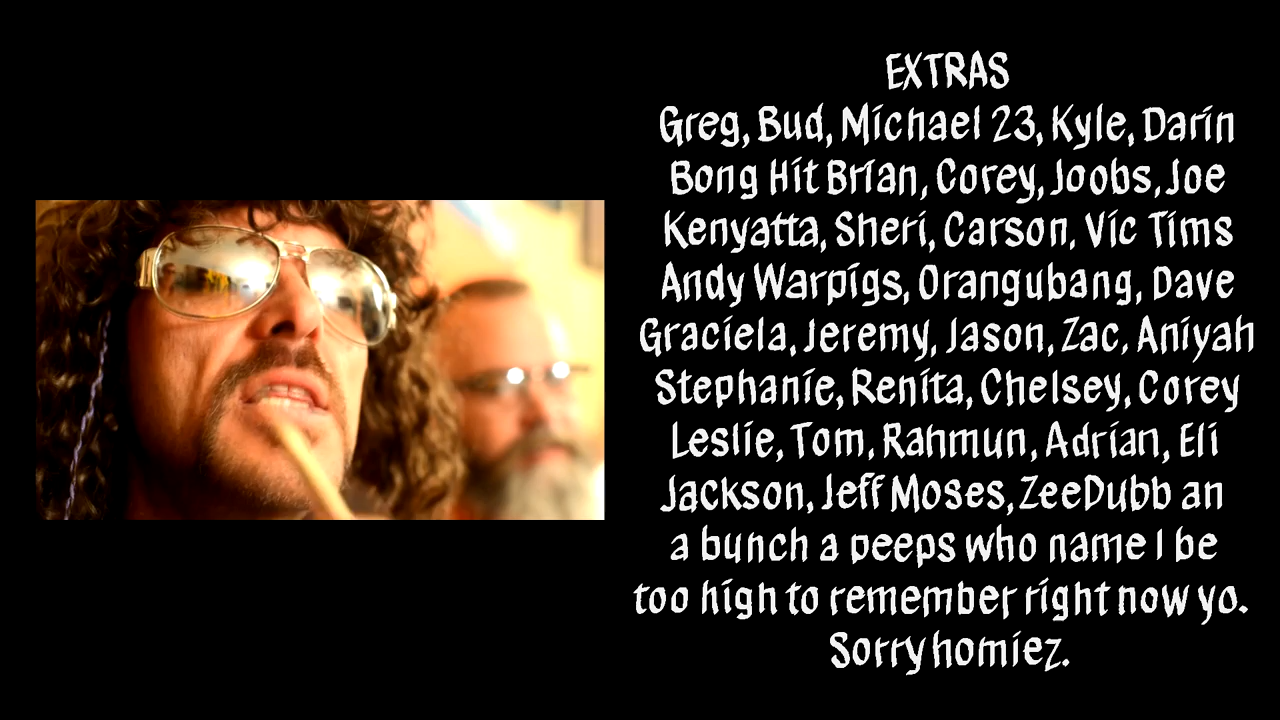 EXTRAS
Greg, Bud, Michael 23, Kyle, Darin
Bong Hit Brian, Corey, Joobs, Joe
Kenyatta, Sheri, Carson, Vic Tims
Andy Warpigs, Orangubang, Dave
Graciela, Jeremy, Jason, Zac, Aniyah
Stephanie, Renita, Chelsey, Corey
Leslie, Tom, Rahmun, Adrian, Eli
Jackson, Jeff Moses, ZeeDubb an
a bunch a peeps who name I be
too high to remember right now yo.
Sorry homiez.